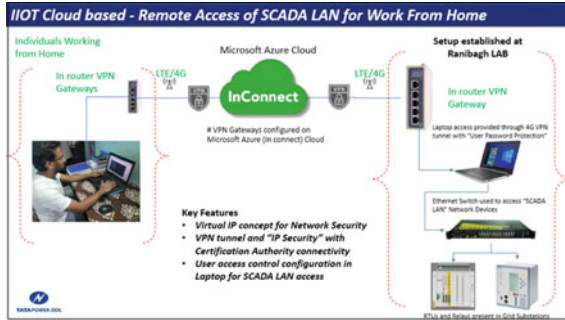 IIOT Cloud based - Remote Access of SCADA LAN for Work From Home
Individuals Working
from Home
In router VPN
Gateways
LTE/4G
VPN
Microsoft Azure Cloud
InConnect
# VPN Gateways configured on
Microsoft Azure (In connect) Cloud
VPN
LTE/4G
Setup established at
Ranibagh LAB
In router VPN
Gateway
Laptop access provided through 4G VPN
tunnel with "User Password Protection"
Ethernet Switch used to access "SCADA
LAN" Network Devices
RTUs and Relays present in Grid Substations
Key Features
• Virtual IP concept for Network Security
• VPN tunnel and "IP Security" with
Certification Authority connectivity
• User access control configuration in
Laptop for SCADA LAN access
TATA POWER-DDL